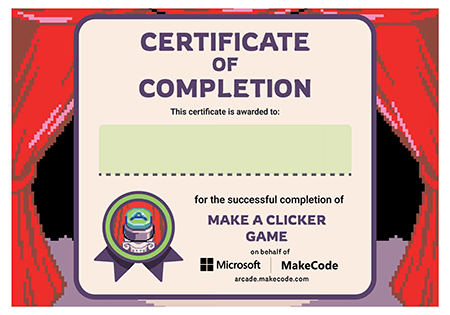 CERTIFICATE
OF
COMPLETION
This certificate is awarded to:
for the successful completion of
MAKE A CLICKER
GAME
on behalf of
Microsoft | MakeCode
arcade.makecode.com